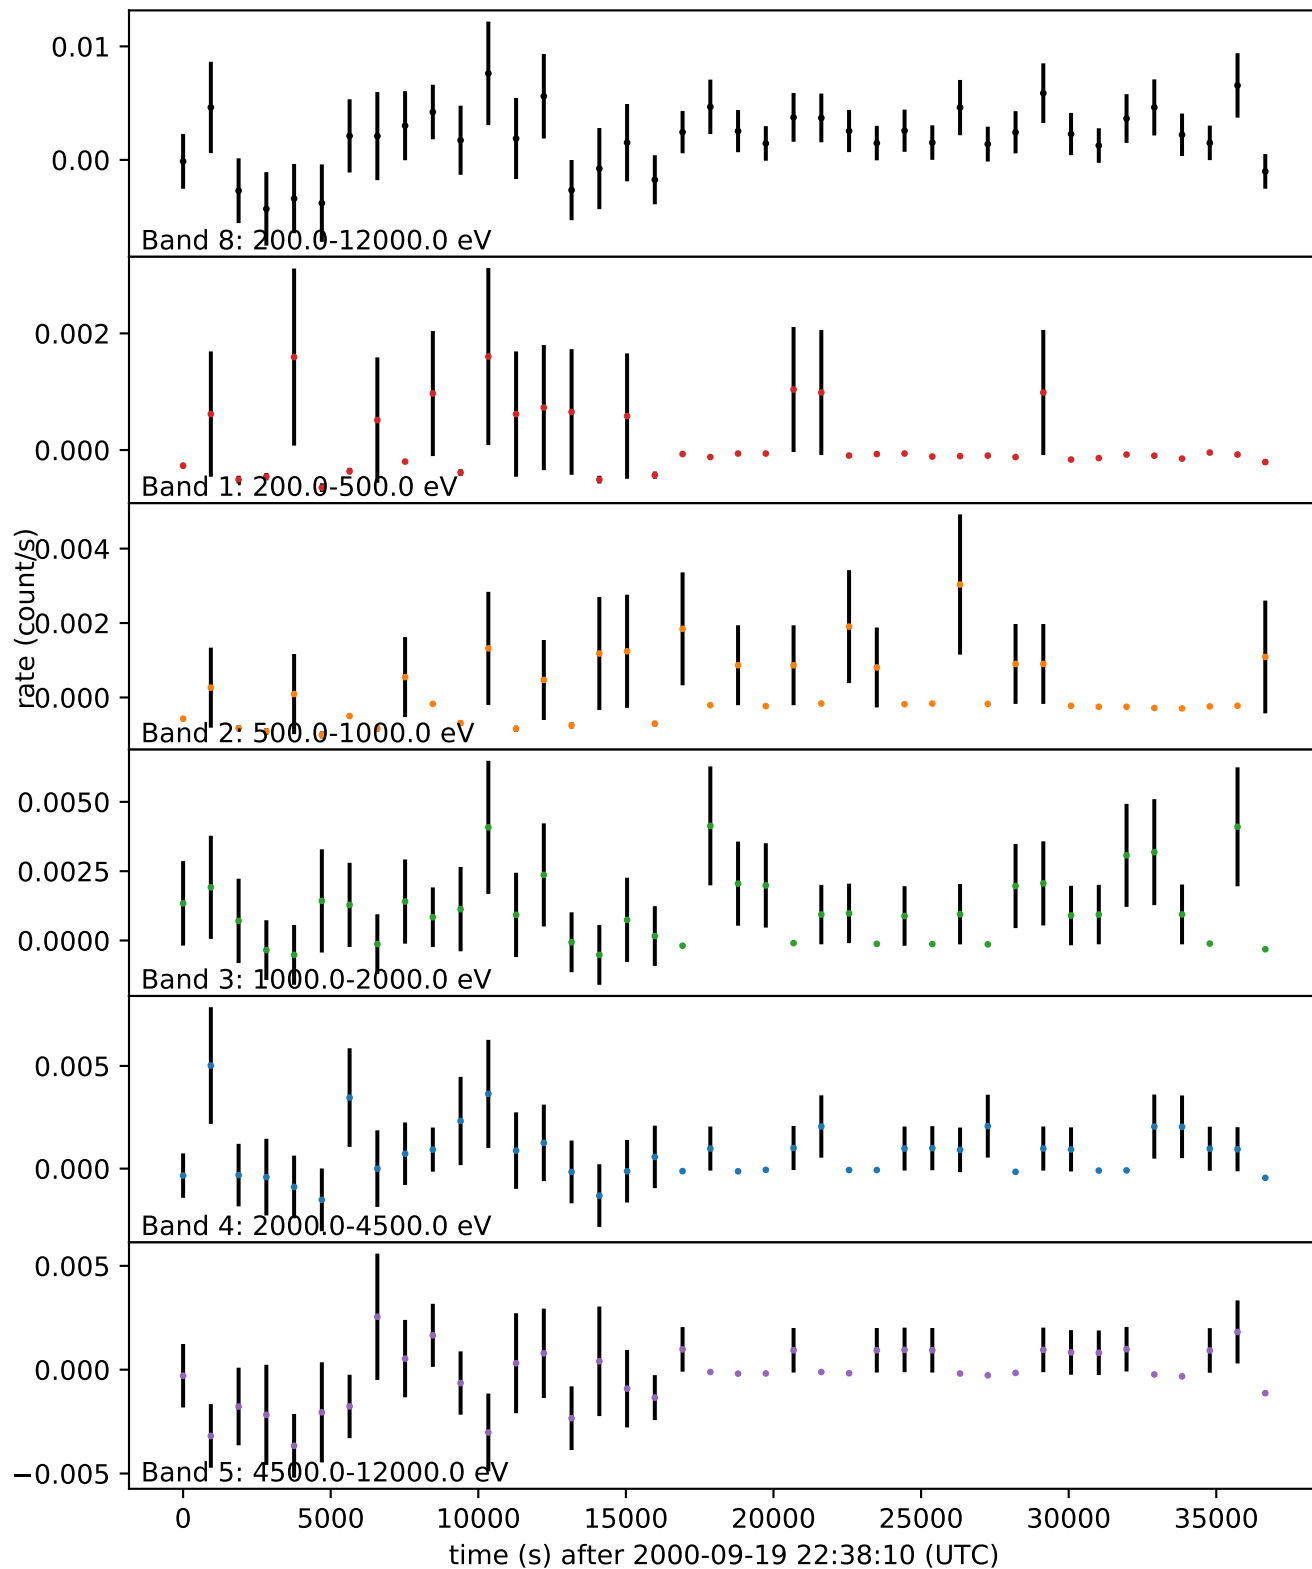 0.01
0.00
Band 8: 200.0-12000.0 eV
0.002
0.000
Band 1: 200.0-500.0 eV
rate (count/s)
0.004
0.002
0.000
Band 2: 500.0-1000.0 eV
0.0050
0.0025
0.0000
Band 3: 1000.0-2000.0 eV
0.005
0.000
Band 4: 2000.0-4500.0 eV
0.005
0.000
−0.005
Band 5: 4500.0-12000.0 eV
0 5000 10000 15000 20000 25000 30000 35000
time (s) after 2000-09-19 22:38:10 (UTC)